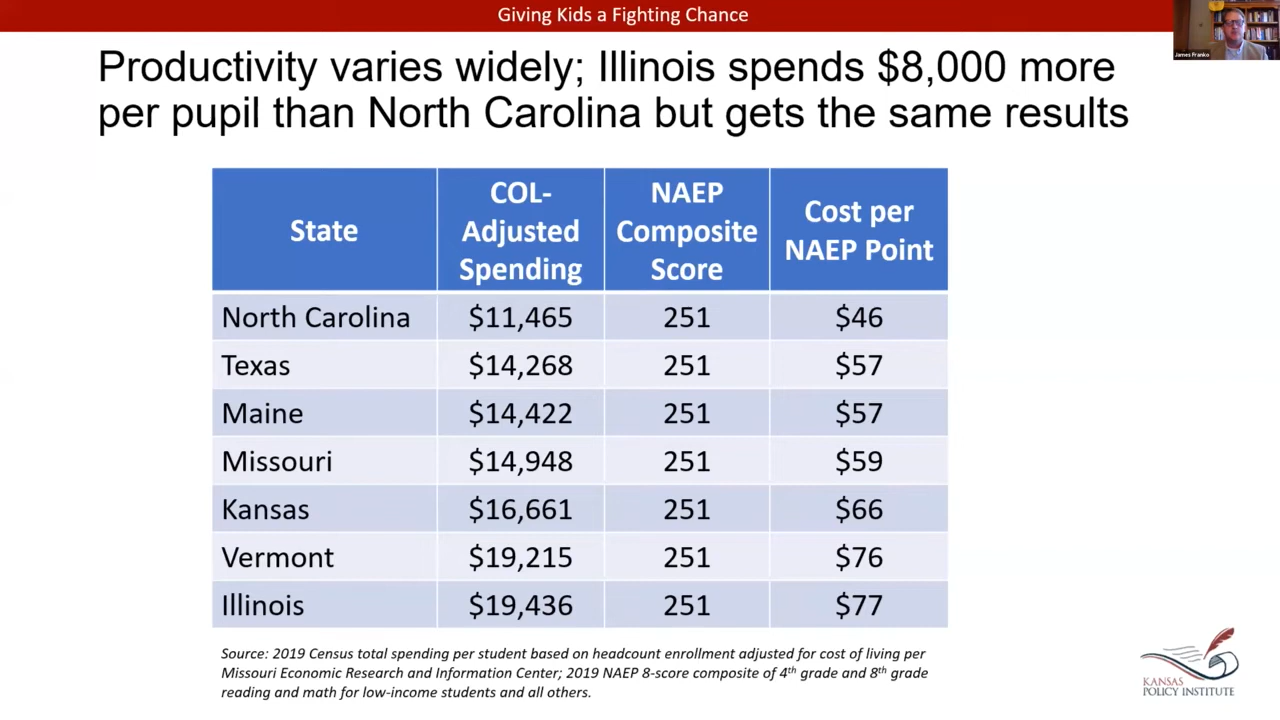 Giving Kids a Fighting Chance
James Franko
Productivity varies widely; Illinois spends $8,000 more
per pupil than North Carolina but gets the same results
State
COL-
Adjusted
Spending
NAEP
Composite
Score
Cost per
NAEP Point
North Carolina $11,465 251 $46
Texas $14,268 251 $57
Maine $14,422 251 $57
Missouri $14,948 251 $59
Kansas $16,661 251 $66
Vermont $19,215 251 $76
Illinois $19,436 251 $77
Source: 2019 Census total spending per student based on headcount enrollment adjusted for cost of living per
Missouri Economic Research and Information Center; 2019 NAEP 8-score composite of 4th grade and 8th grade
reading and math for low-income students and all others.
KANSAS
POLICY INSTITUTE